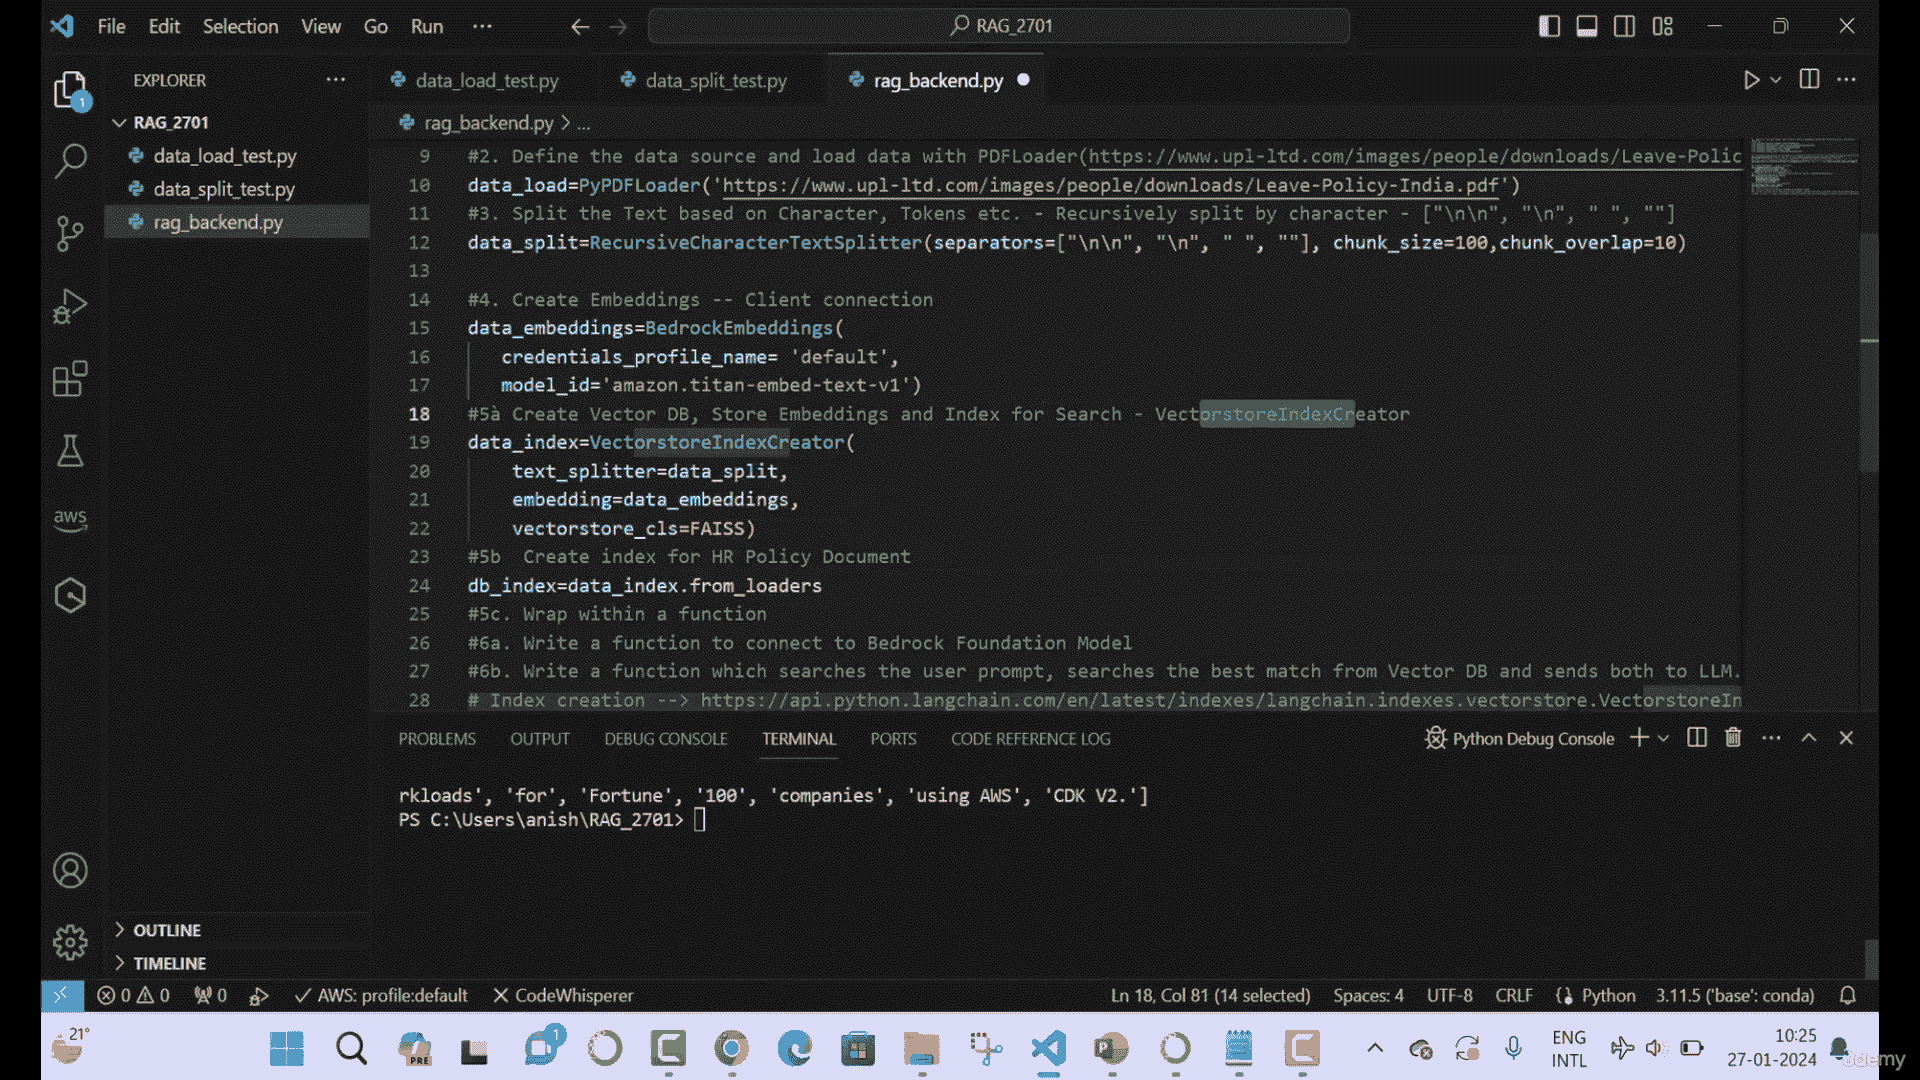 File Edit Selection View Go Run ··· RAG_2701
EXPLORER ··· data_load_test.py data_split_test.py rag_backend.py
1
RAG_2701
rag_backend.py > ...
data_load_test.py
data_split_test.py
rag_backend.py
9 #2. Define the data source and load data with PDFLoader(https://www.upl-ltd.com/images/people/downloads/Leave-Polic
10 data_load=PyPDFLoader('https://www.upl-ltd.com/images/people/downloads/Leave-Policy-India.pdf')
11 #3. Split the Text based on Character, Tokens etc. - Recursively split by character - ["\n\n", "\n", " ", ""]
12 data_split=RecursiveCharacterTextSplitter(separators=["\n\n", "\n", " ", ""], chunk_size=100,chunk_overlap=10)
13
14 #4. Create Embeddings -- Client connection
15 data_embeddings=BedrockEmbeddings(
16 credentials_profile_name= 'default',
17 model_id='amazon.titan-embed-text-v1')
18 #5à Create Vector DB, Store Embeddings and Index for Search - VectorstoreIndexCreator
19 data_index=VectorstoreIndexCreator(
20 text_splitter=data_split,
21 embedding=data_embeddings,
22 vectorstore_cls=FAISS)
23 #5b  Create index for HR Policy Document
24 db_index=data_index.from_loaders
25 #5c. Wrap within a function
26 #6a. Write a function to connect to Bedrock Foundation Model
27 #6b. Write a function which searches the user prompt, searches the best match from Vector DB and sends both to LLM.
28 # Index creation --> https://api.python.langchain.com/en/latest/indexes/langchain.indexes.vectorstore.VectorstoreIn
aws
PROBLEMS OUTPUT DEBUG CONSOLE TERMINAL PORTS CODE REFERENCE LOG Python Debug Console
rkloads', 'for', 'Fortune', '100', 'companies', 'using AWS', 'CDK V2.']
PS C:\Users\anish\RAG_2701>
OUTLINE
TIMELINE
0 0 0 AWS: profile:default CodeWhisperer Ln 18, Col 81 (14 selected) Spaces: 4 UTF-8 CRLF Python 3.11.5 ('base': conda)
21° PRE 1 ENG INTL 10:25
27-01-2024
udemy